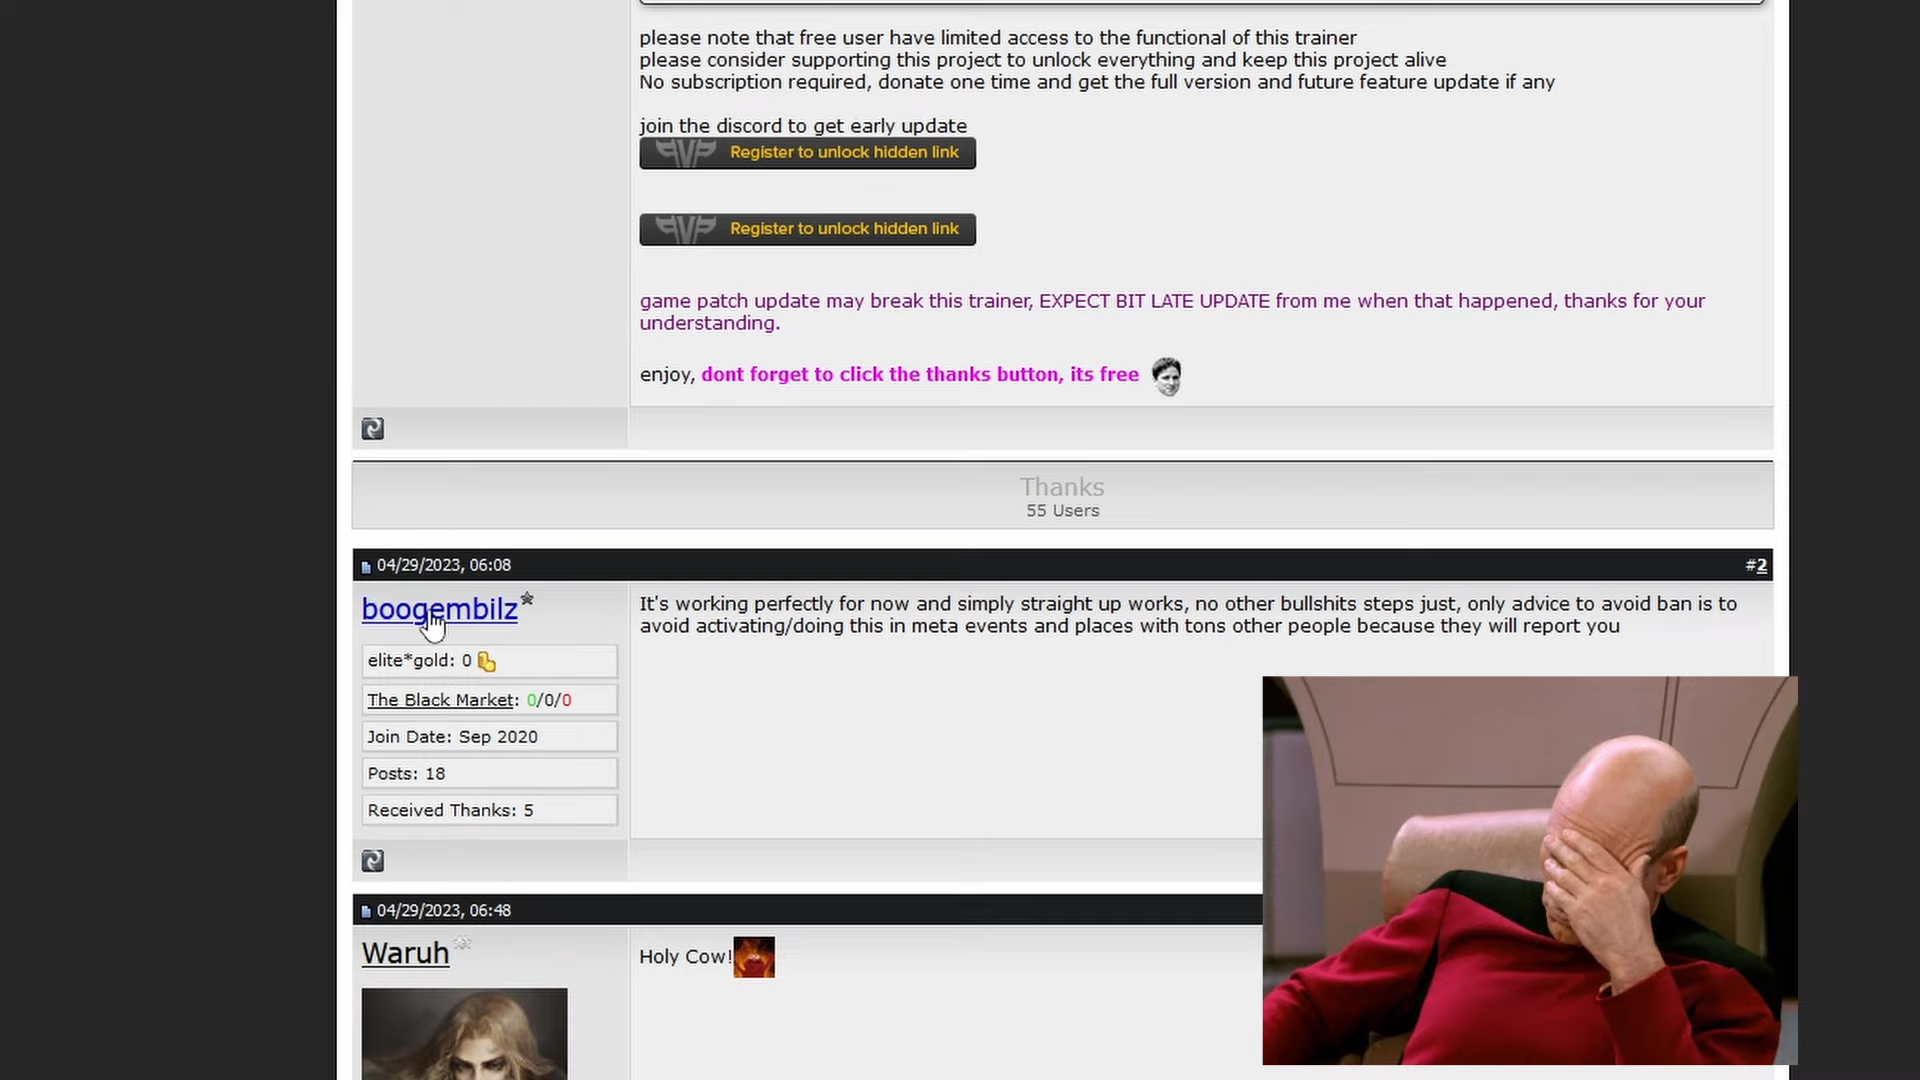 please note that free user have limited access to the functional of this trainer
please consider supporting this project to unlock everything and keep this project alive
No subscription required, donate one time and get the full version and future feature update if any
join the discord to get early update
Register to unlock hidden link
Register to unlock hidden link
game patch update may break this trainer, EXPECT BIT LATE UPDATE from me when that happened, thanks for your
understanding.
enjoy, dont forget to click the thanks button, its free
Thanks
55 Users
04/29/2023, 06:08 #2
boogembilz
It's working perfectly for now and simply straight up works, no other bullshits steps just, only advice to avoid ban is to
avoid activating/doing this in meta events and places with tons other people because they will report you
elite*gold: 0
The Black Market: 0/0/0
Join Date: Sep 2020
Posts: 18
Received Thanks: 5
04/29/2023, 06:48
Waruh
Holy Cow!